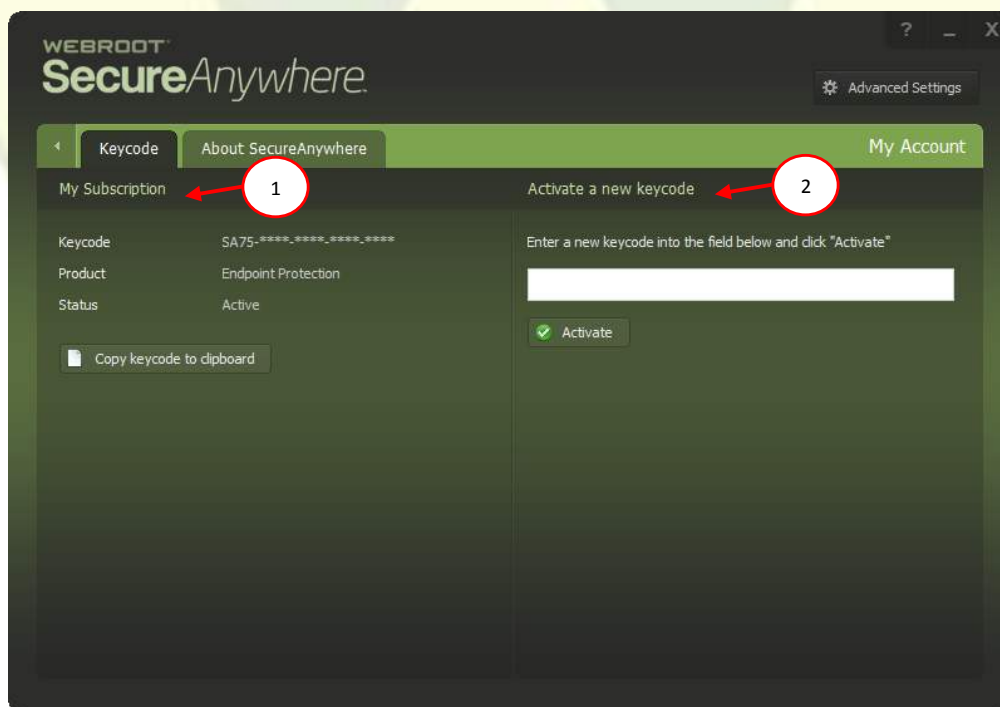 ? _ X
WEBROOT
SecureAnywhere.
Advanced Settings
Keycode
About SecureAnywhere
My Account
My Subscription
1
Activate a new keycode
2
Keycode SA75-****-****-****-****
Product Endpoint Protection
Status Active
Copy keycode to clipboard
Enter a new keycode into the field below and click "Activate"
Activate